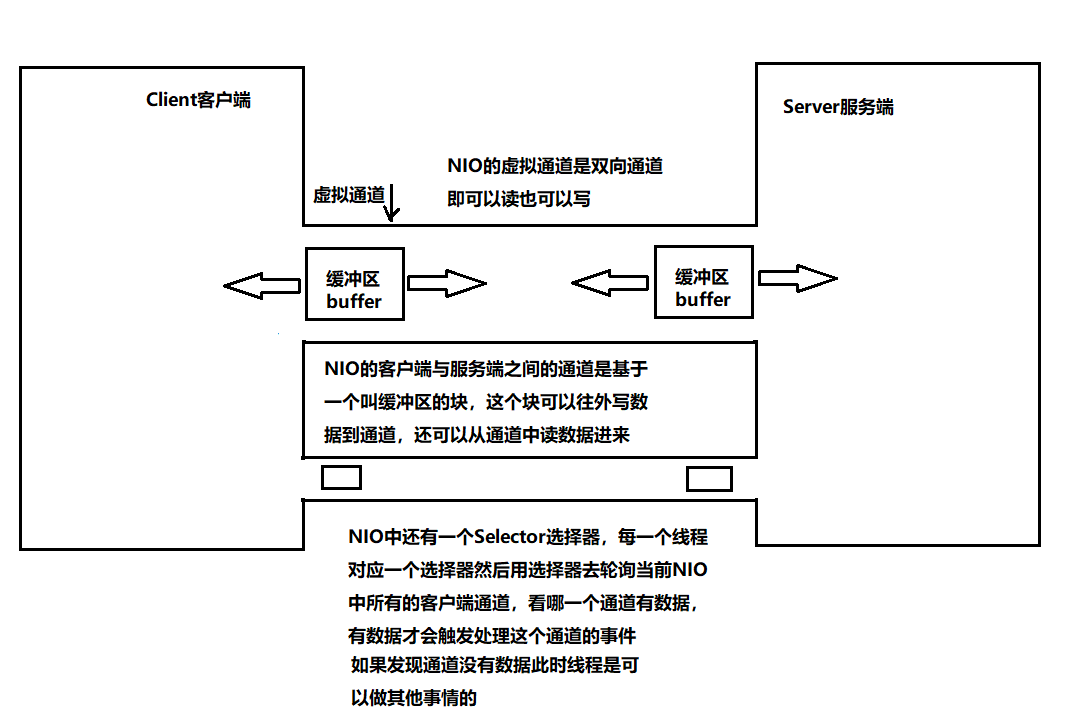 Client客户端
Server服务端
NIO的虚拟通道是双向通道
即可以读也可以写
虚拟通道
缓冲区
buffer
缓冲区
buffer
NIO的客户端与服务端之间的通道是基于
一个叫缓冲区的块，这个块可以往外写数
据到通道，还可以从通道中读数据进来
NIO中还有一个Selector选择器，每一个线程
对应一个选择器然后用选择器去轮询当前NIO
中所有的客户端通道，看哪一个通道有数据，
有数据才会触发处理这个通道的事件
如果发现通道没有数据此时线程是可
以做其他事情的